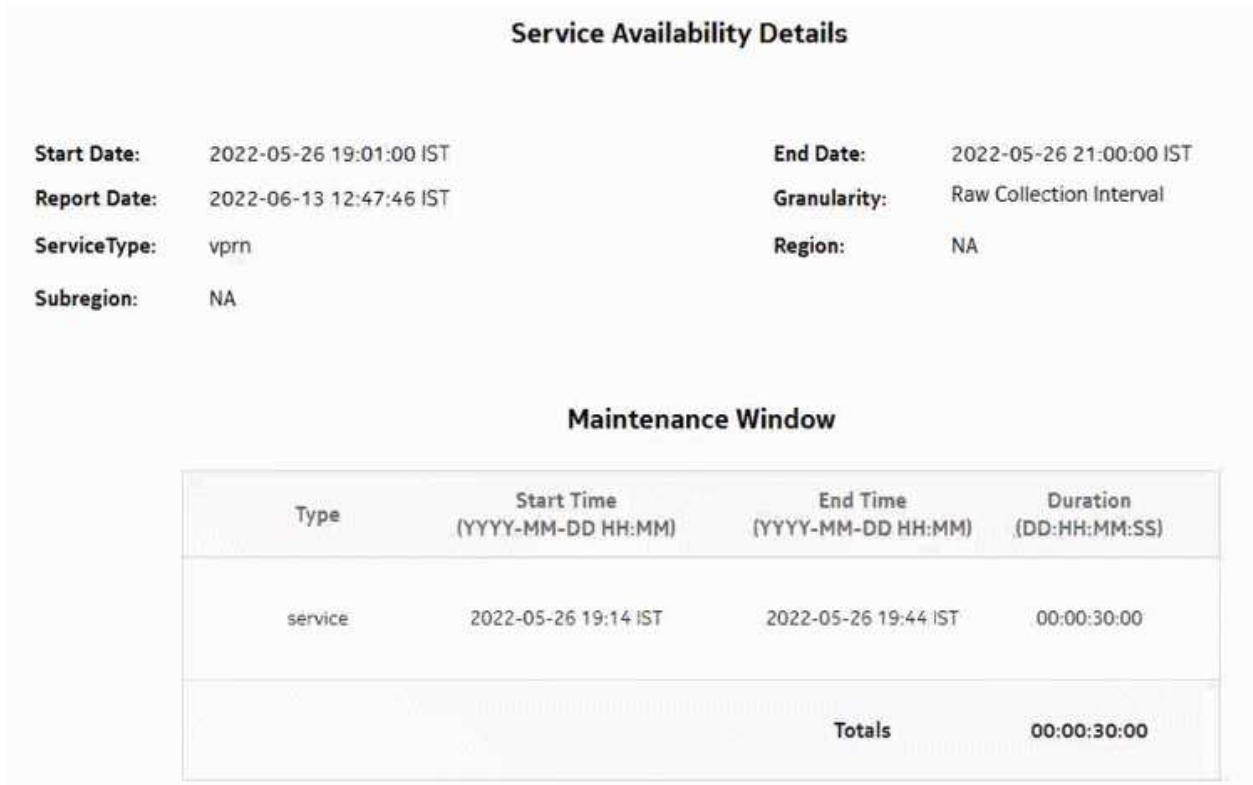 Service Availability Details
Start Date: 2022-05-26 19:01:00 IST End Date: 2022-05-26 21:00:00 IST
Report Date: 2022-06-13 12:47:46 IST Granularity: Raw Collection Interval
ServiceType: vprn Region: NA
Subregion: NA
Maintenance Window
Type Start Time (YYYY-MM-DD HH:MM) End Time (YYYY-MM-DD HH:MM) Duration (DD:HH:MM:SS)
service 2022-05-26 19:14 IST 2022-05-26 19:44 IST 00:00:30:00
Totals 00:00:30:00